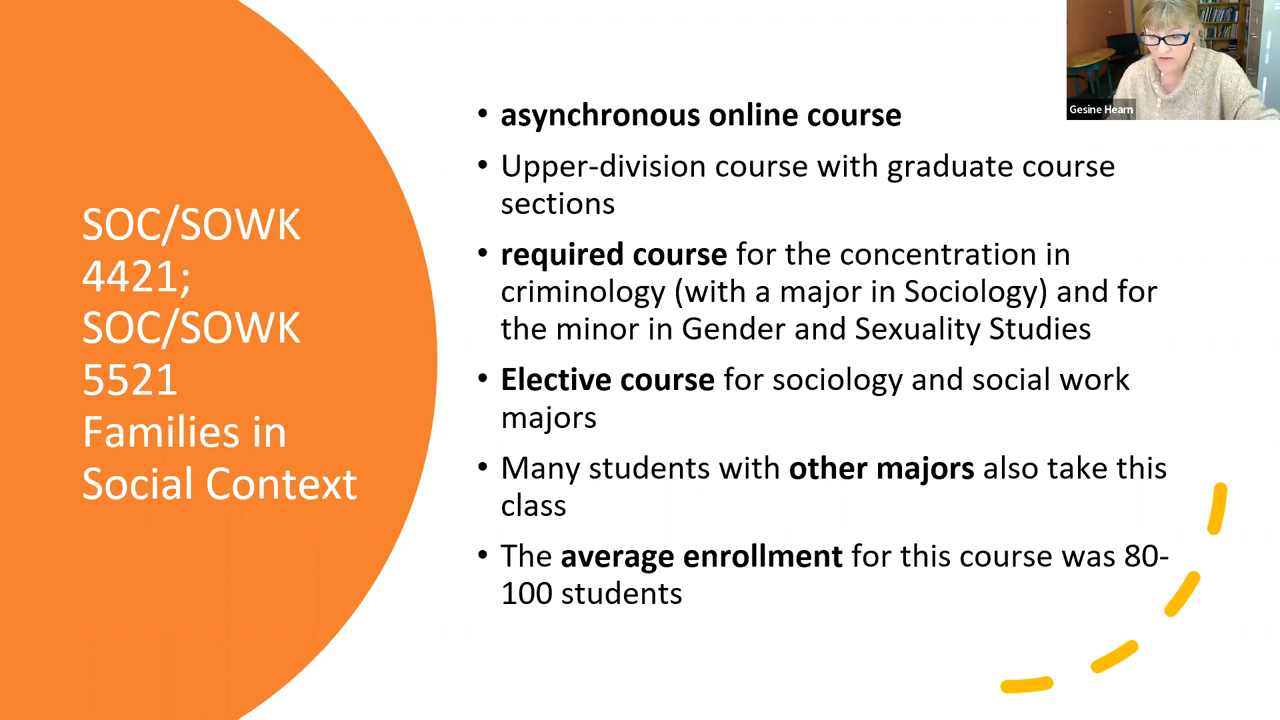 SOC/SOWK
4421;
SOC/SOWK
5521
Families in
Social Context
• asynchronous online course
• Upper-division course with graduate course
sections
• required course for the concentration in
criminology (with a major in Sociology) and for
the minor in Gender and Sexuality Studies
• Elective course for sociology and social work
majors
• Many students with other majors also take this
class
• The average enrollment for this course was 80-
100 students
Gesine Hearn